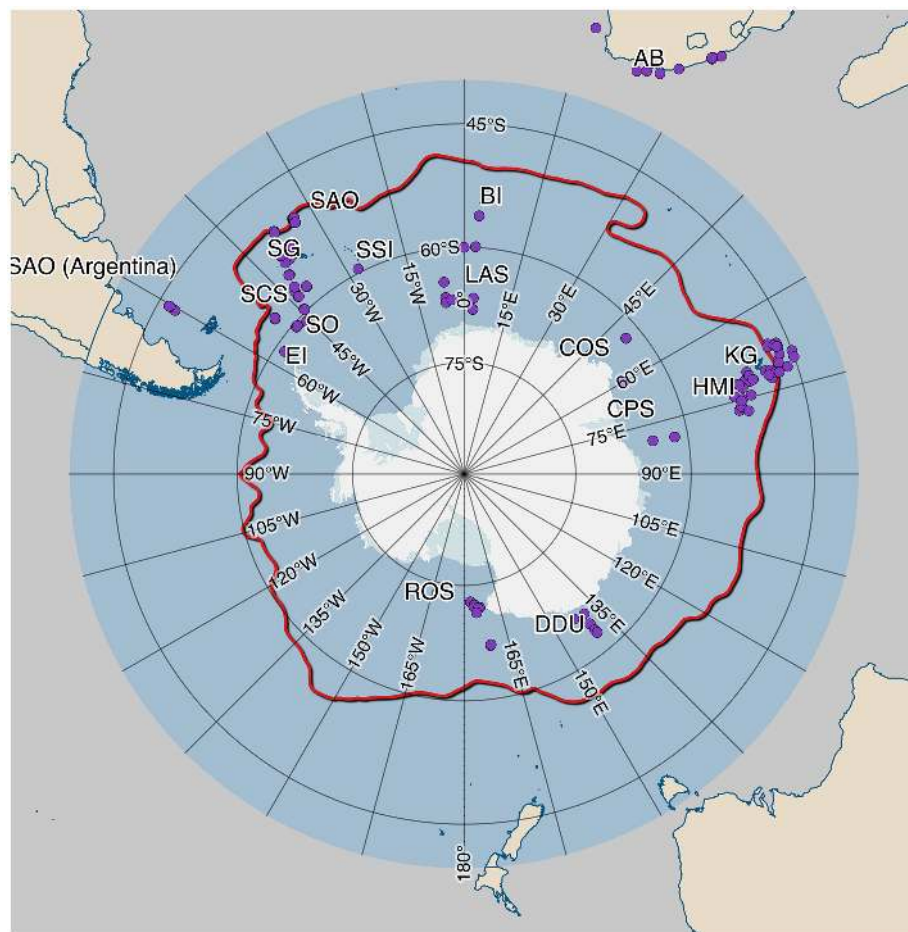 AB
45°S
SAO
BI
SG
SSI
60°S
SAO (Argentina)
15°W
LAS
SCS
30°W
0°
15°E
30°E
45°E
SO
COS
KG
EI
45°W
75°S
60°E
HMI
60°W
CPS
75°W
75°E
90°W
90°E
105°W
105°E
120°W
120°E
ROS
135°W
DDU
135°E
150°W
165°W
165°E
150°E
180°